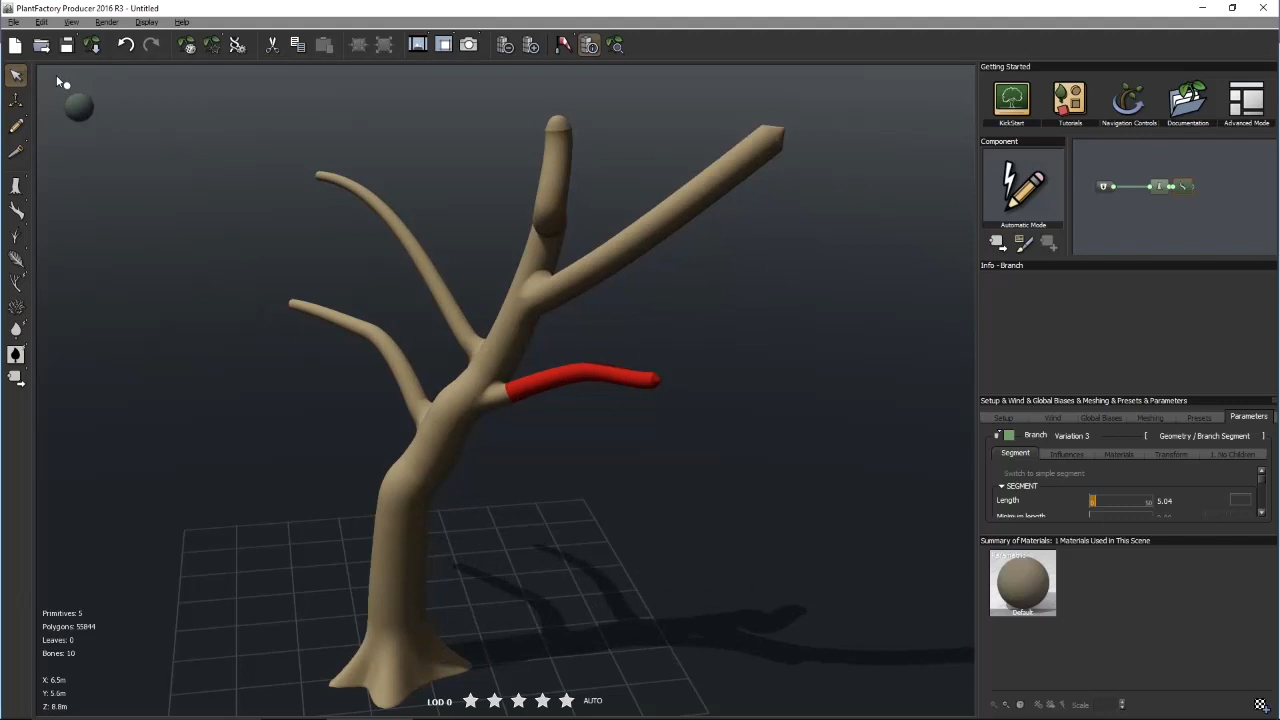 PlantFactory Producer 2016 R3 - Untitled
File Edit View Render Display Help
Getting Started
KickStart Tutorials Navigation Controls Documentation Advanced Mode
Component
Automatic Mode
Info - Branch
Setup & Wind & Global Biases & Meshing & Presets & Parameters
Setup Wind Global Biases Meshing Presets Parameters
Branch Variation 3 [ Geometry / Branch Segment ]
Segment Influences Materials Transform 1. No Children
Switch to simple segment
SEGMENT
Length 5.04
Minimum length
Summary of Materials: 1 Materials Used in This Scene
Default
Primitives: 5
Polygons: 55844
Leaves: 0
Bones: 10
X: 6.5m
Y: 5.6m
Z: 8.8m
LOD 0 AUTO
Scale